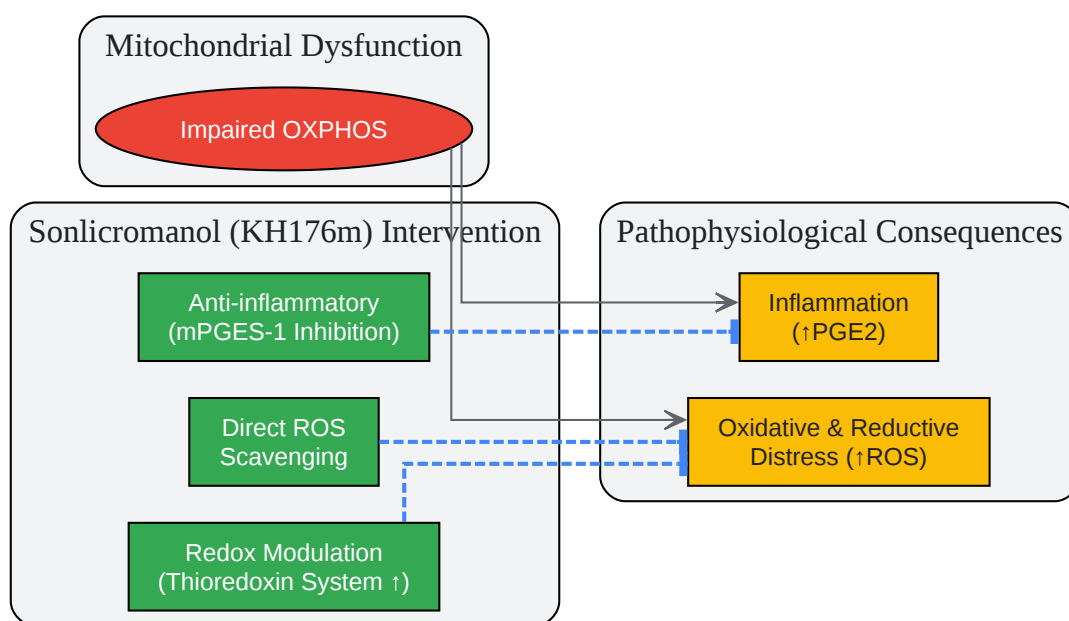 Mitochondrial Dysfunction
Impaired OXPHOS
Sonlicromanol (KH176m) Intervention
Anti-inflammatory
(mPGES-1 Inhibition)
Direct ROS
Scavenging
Redox Modulation
(Thioredoxin System ↑)
Pathophysiological Consequences
Inflammation
(↑PGE2)
Oxidative & Reductive
Distress (↑ROS)